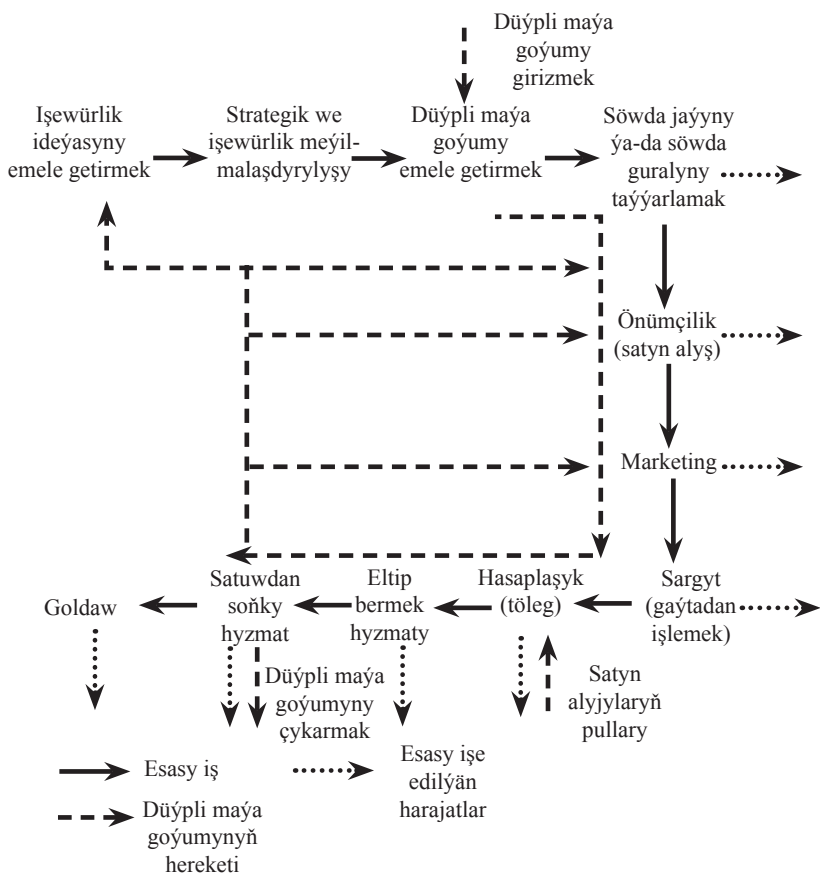 Düýpli maýa
goýumy
girizmek
Işewürlik
ideýasyny
emele getirmek
Strategik we
işewürlik meýil-
malaşdyrylyşy
Düýpli maýa
goýumy
emele getirmek
Söwda jaýyny
ýa-da söwda
guralyny
taýýarlamak
Önümçilik
(satyn alyş)
Marketing
Goldaw
Satuwdan
soňky
hyzmat
Eltip
bermek
hyzmaty
Hasaplaşyk
(töleg)
Sargyt
(gaýtadan
işlemek)
Düýpli maýa
goýumyny
çykarmak
Satyn
alyjylaryň
pullary
Esasy iş
Esasy işe
edilýän
harajatlar
Düýpli maýa
goýumynyň
hereketi